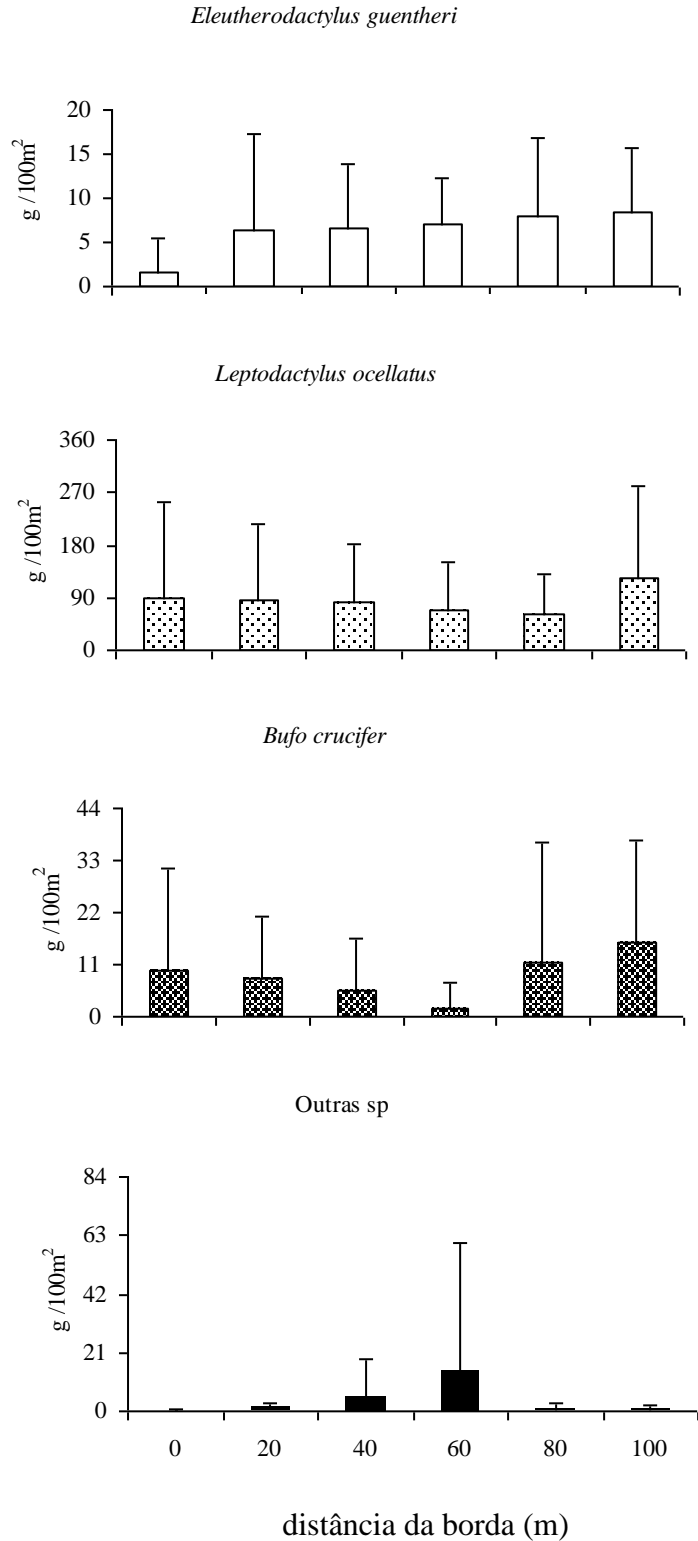 Eleutherodactylus guentheri
20
15
10
5
0
g /100m²
Leptodactylus ocellatus
360
270
180
90
0
g /100m²
Bufo crucifer
44
33
22
11
0
g /100m²
Outras sp
84
63
42
21
0
g /100m²
0 20 40 60 80 100
distância da borda (m)